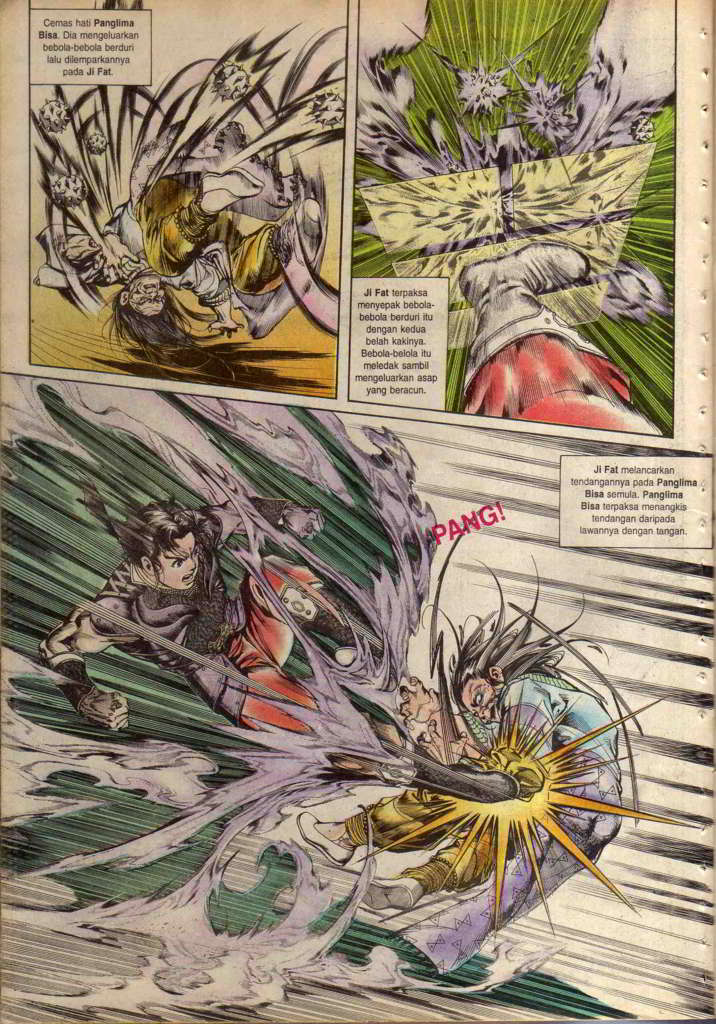 Cemas hati Panglima
Bisa. Dia mengeluarkan
bebola-bebola berduri
lalu dilemparkannya
pada Ji Fat.
Ji Fat terpaksa
menyepak bebola-
bebola berduri itu
dengan kedua
belah kakinya.
Bebola-belola itu
meledak sambil
mengeluarkan asap
yang beracun.
Ji Fat melancarkan
tendangannya pada Panglima
Bisa semula. Panglima
Bisa terpaksa menangkis
tendangan daripada
lawannya dengan tangan.
PANG!